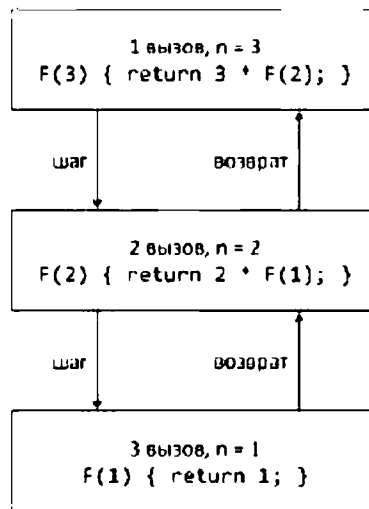 1 вызов, n = 3
F(3) { return 3 * F(2); }
шаг возврат
2 вызов, n = 2
F(2) { return 2 * F(1); }
шаг возврат
3 вызов, n = 1
F(1) { return 1; }